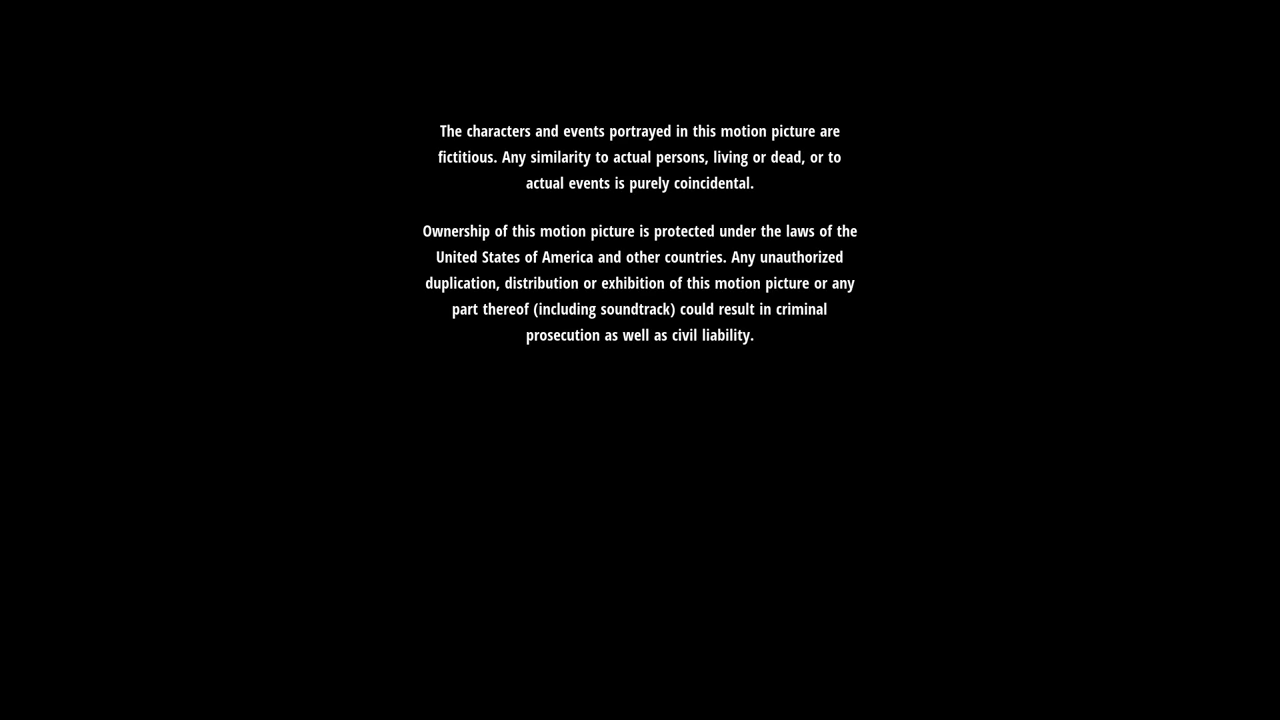 The characters and events portrayed in this motion picture are
fictitious. Any similarity to actual persons, living or dead, or to
actual events is purely coincidental.
Ownership of this motion picture is protected under the laws of the
United States of America and other countries. Any unauthorized
duplication, distribution or exhibition of this motion picture or any
part thereof (including soundtrack) could result in criminal
prosecution as well as civil liability.